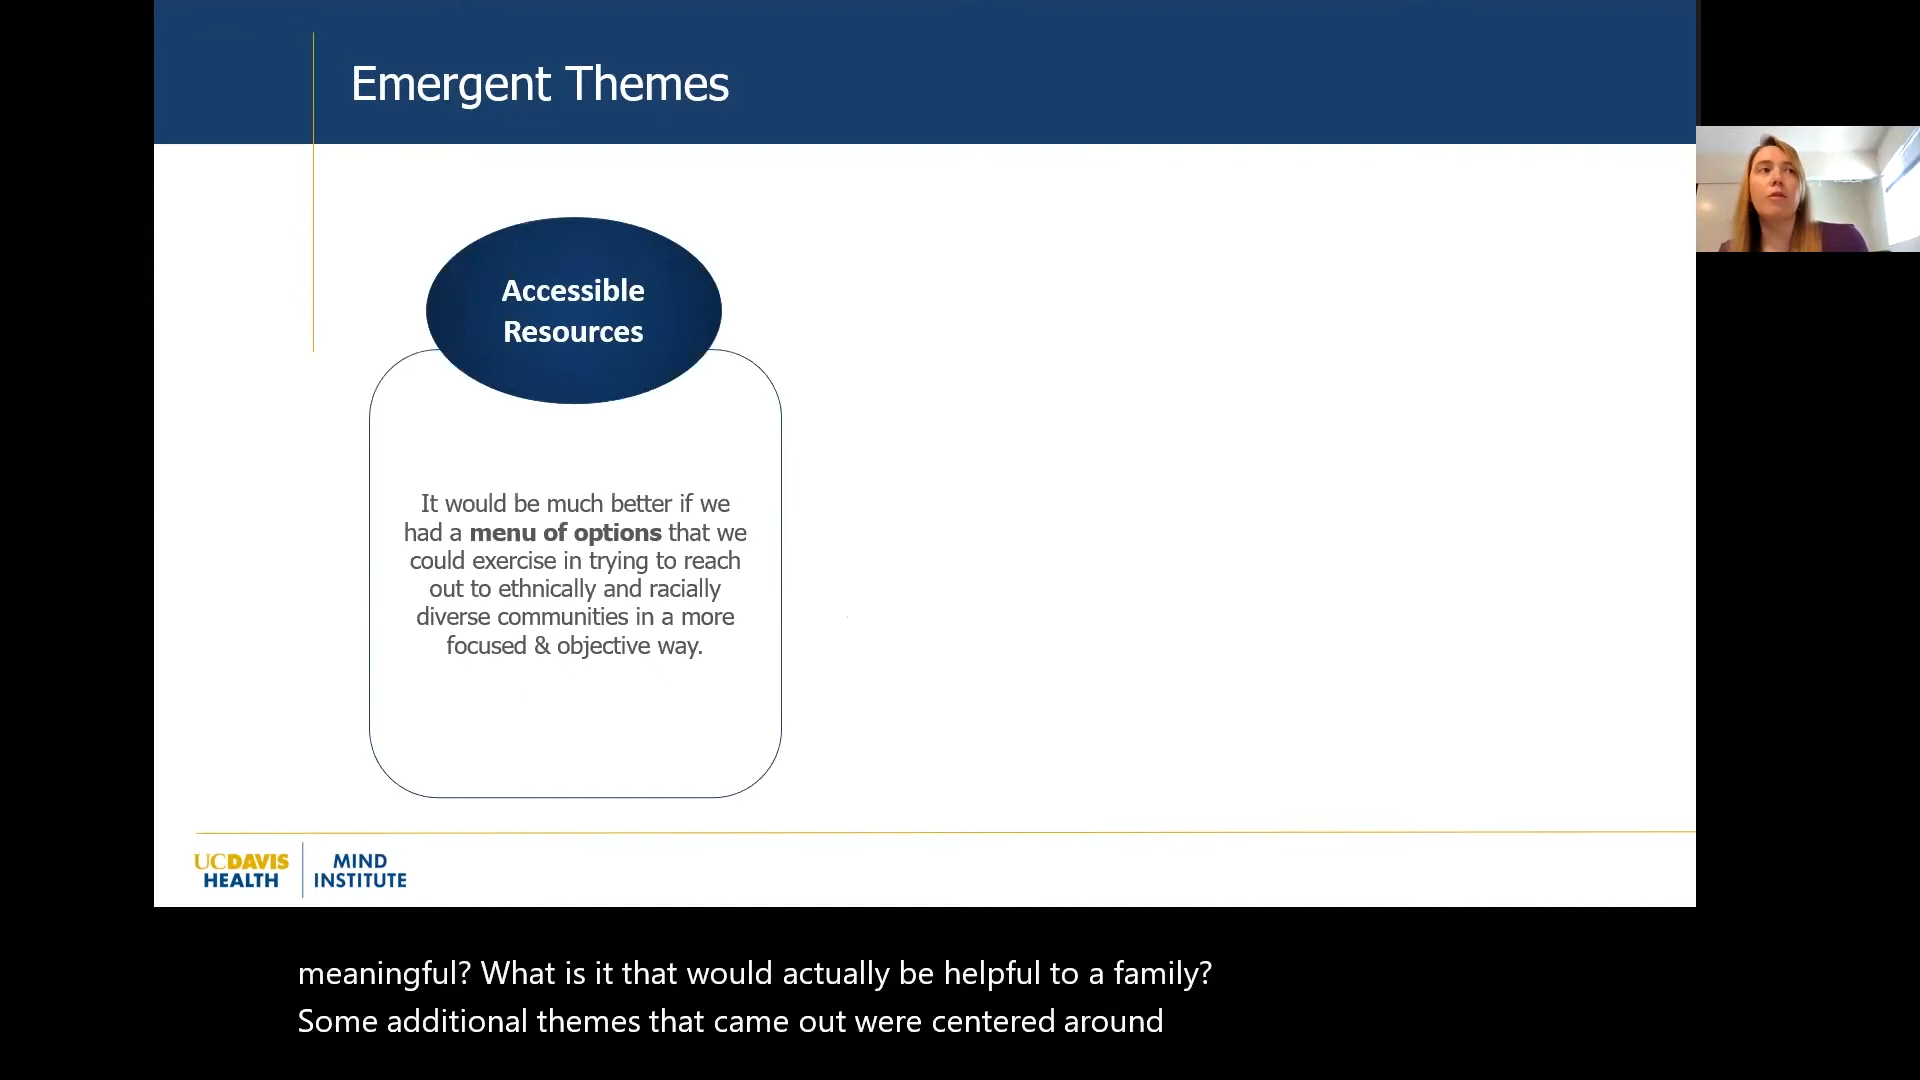 Emergent Themes
Accessible
Resources
It would be much better if we
had a menu of options that we
could exercise in trying to reach
out to ethnically and racially
diverse communities in a more
focused & objective way.
UCDAVIS
HEALTH
MIND
INSTITUTE
meaningful? What is it that would actually be helpful to a family?
Some additional themes that came out were centered around